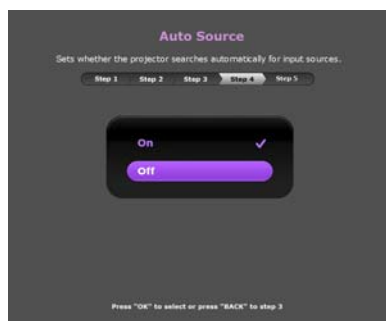 Auto Source
Sets whether the projector searches automatically for input sources.
Step 1 Step 2 Step 3 Step 4 Step 5
On
Off
Press "OK" to select or press "BACK" to step 3